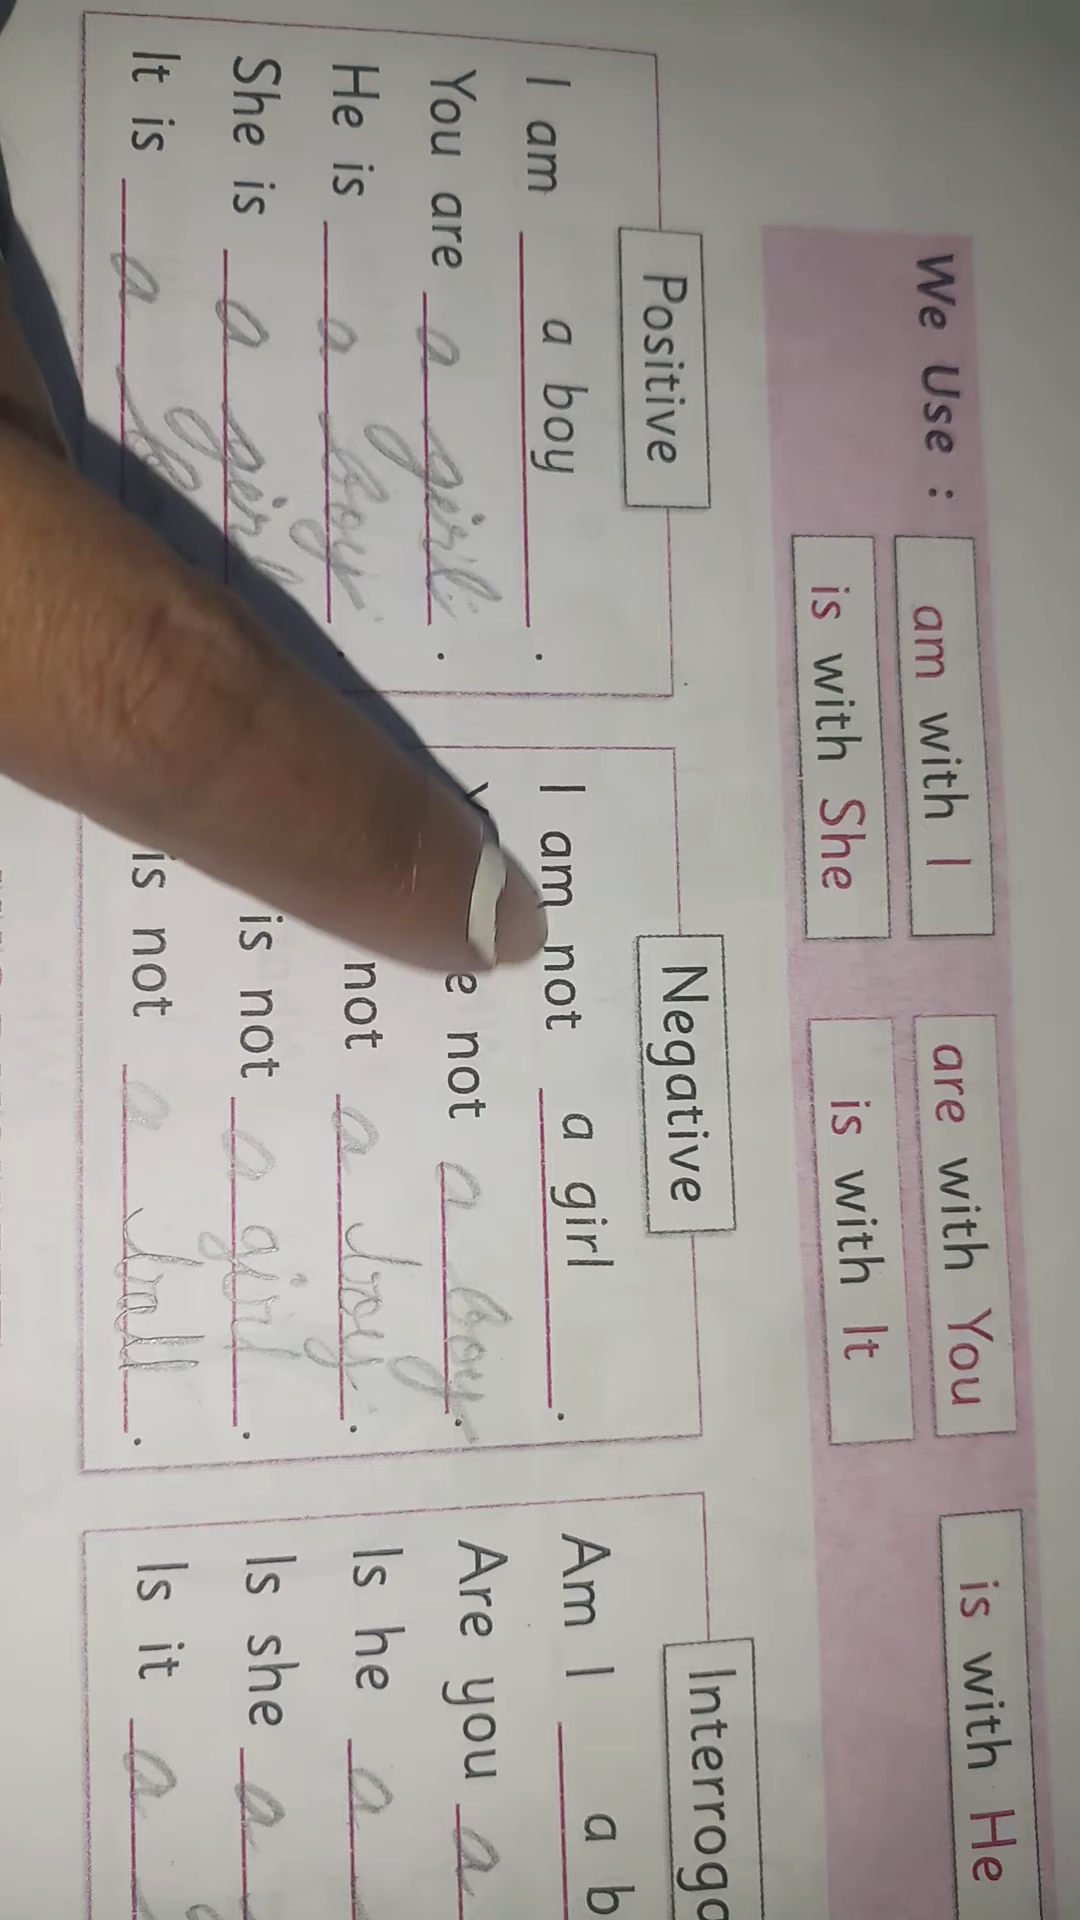 We Use : am with I are with You is with He
is with She is with It
Positive
I am a boy .
You are a girl .
He is a boy .
She is a girl
It is a
Negative
I am not a girl .
not a boy .
not a boy .
is not a girl .
is not a ball .
Am I a
Are you a
Is he a
Is she a
Is it a